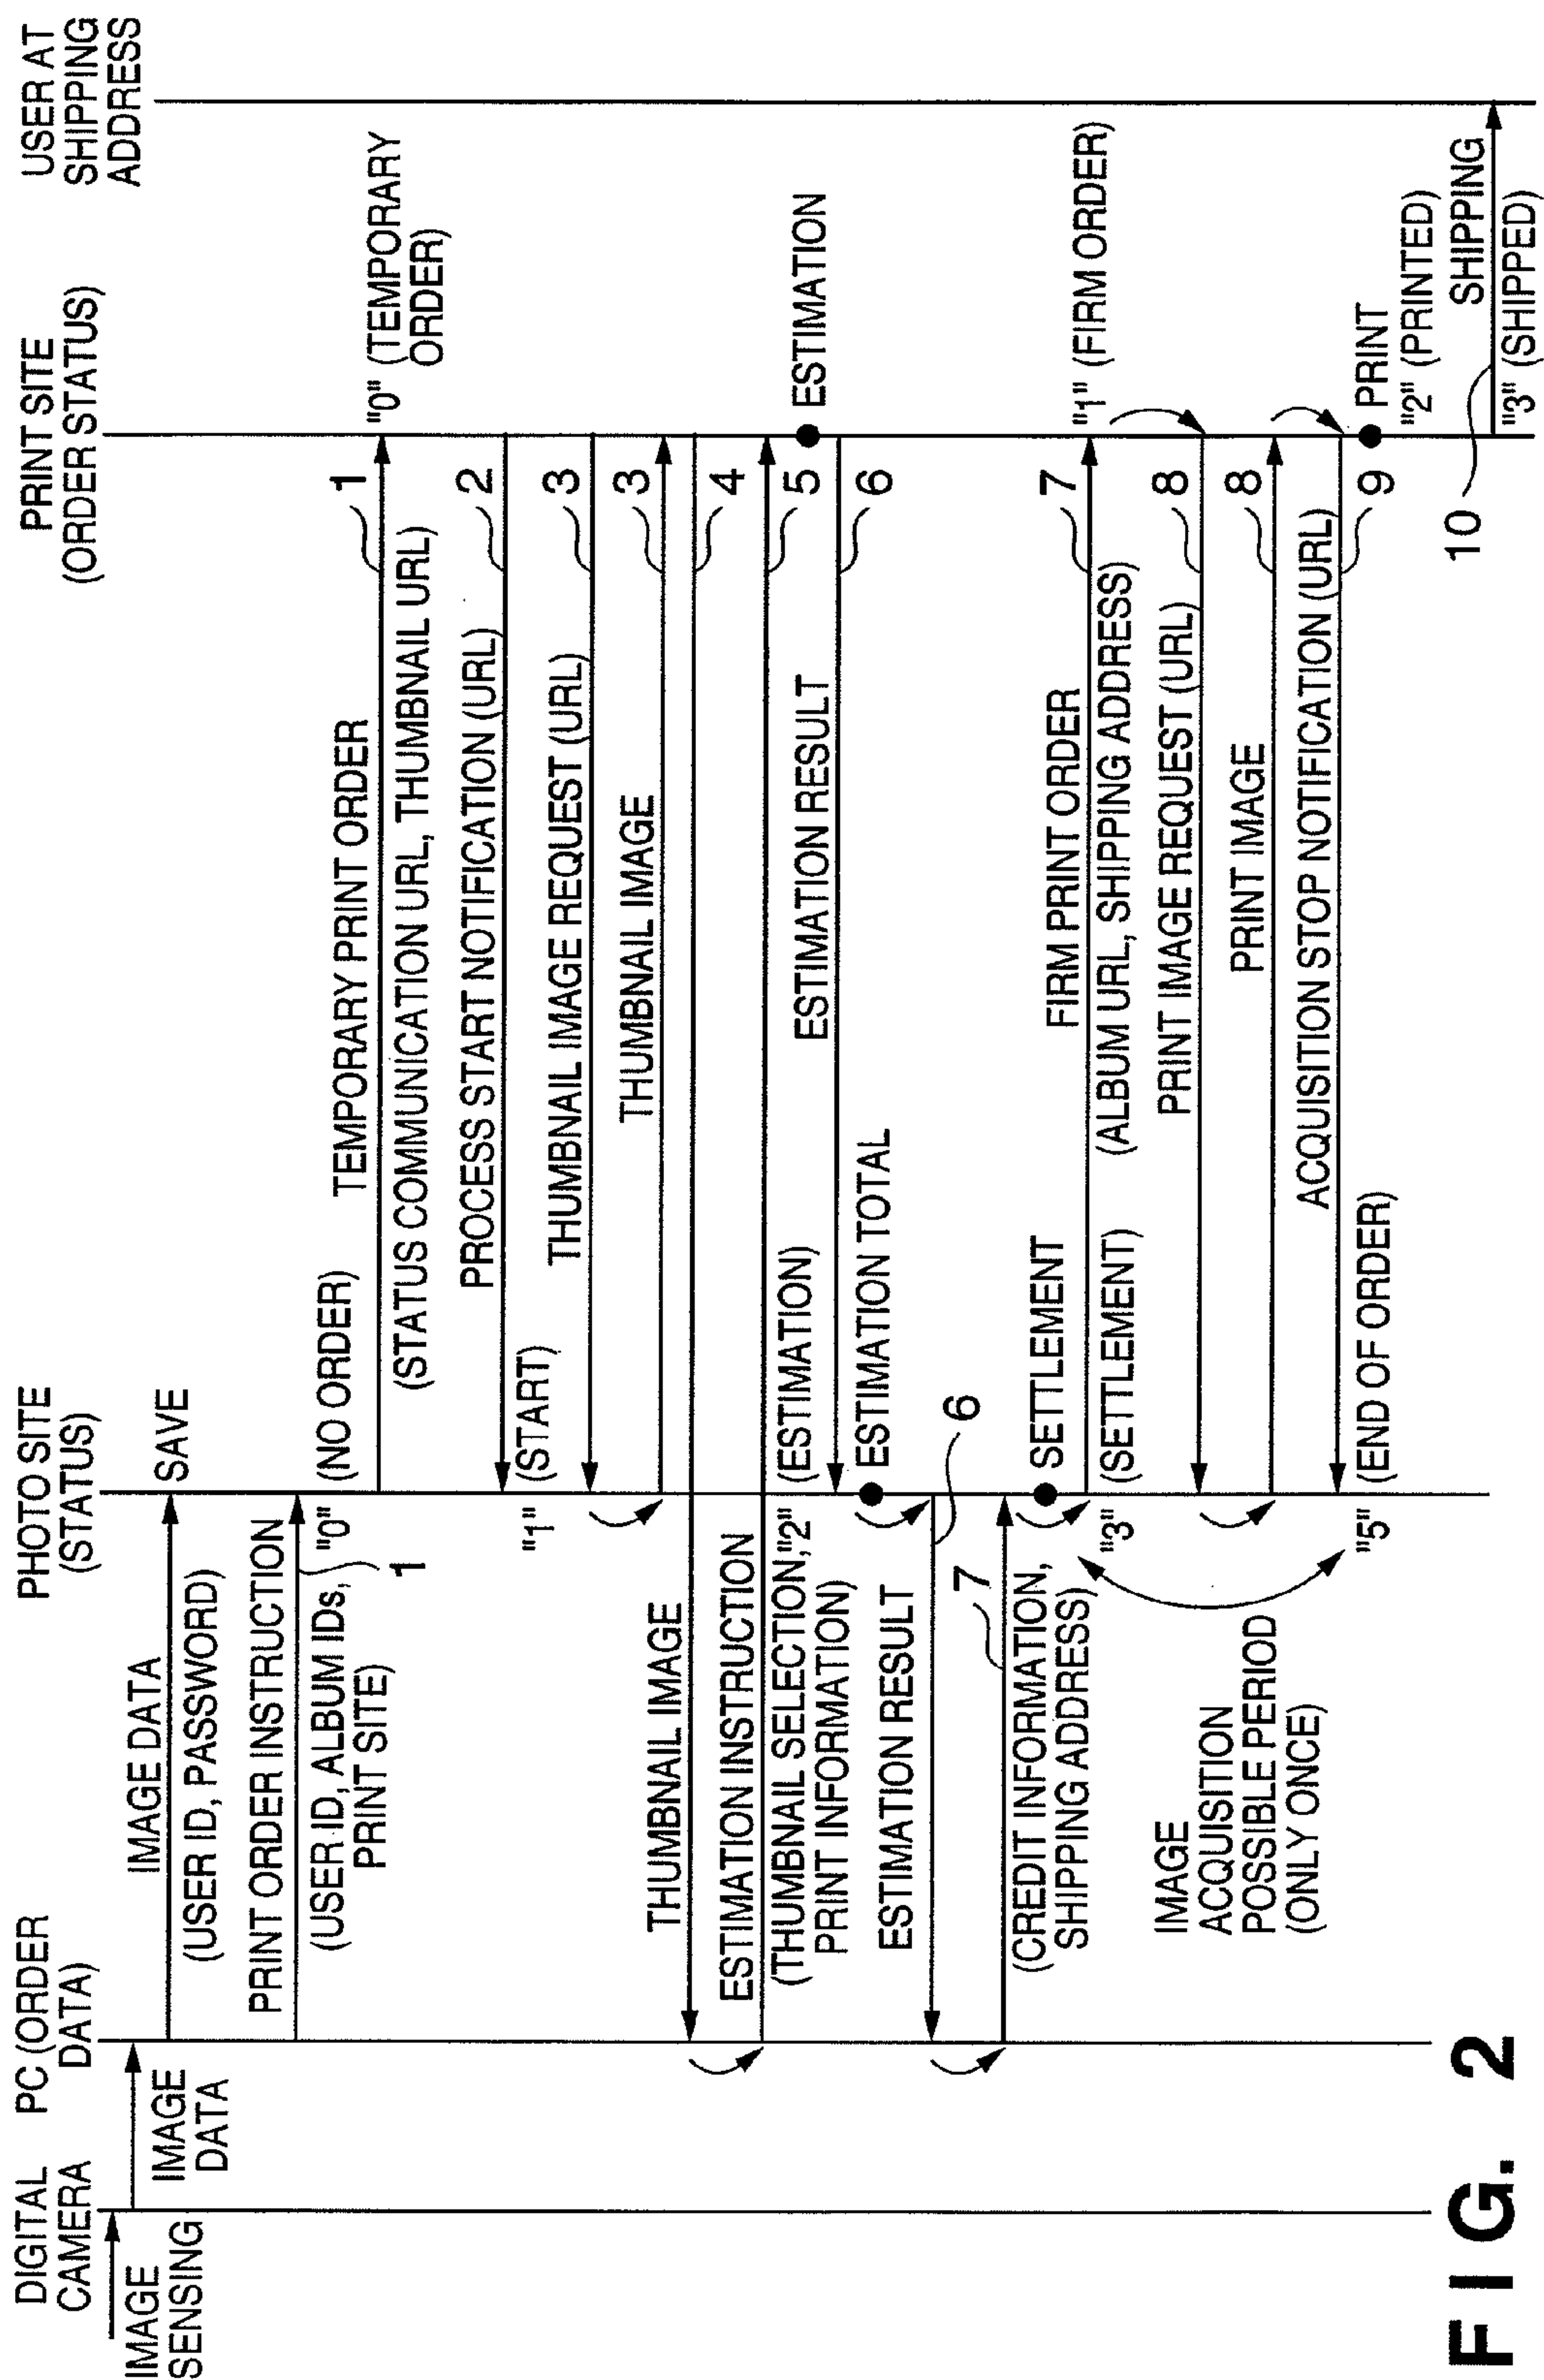 DIGITAL
CAMERA
PC (ORDER
DATA)
PHOTO SITE
(STATUS)
PRINT SITE
(ORDER STATUS)
USER AT
SHIPPING
ADDRESS
IMAGE
SENSING
IMAGE
DATA
IMAGE DATA
(USER ID, PASSWORD)
SAVE
PRINT ORDER INSTRUCTION
(USER ID, ALBUM IDs,
PRINT SITE)
1
"0"
(NO ORDER)
TEMPORARY PRINT ORDER
1
"0" (TEMPORARY
ORDER)
(STATUS COMMUNICATION URL, THUMBNAIL URL)
PROCESS START NOTIFICATION (URL)
2
"1"
(START)
THUMBNAIL IMAGE REQUEST (URL)
3
THUMBNAIL IMAGE
3
THUMBNAIL IMAGE
4
ESTIMATION INSTRUCTION
(THUMBNAIL SELECTION,
PRINT INFORMATION)
"2"
(ESTIMATION)
5
ESTIMATION
ESTIMATION RESULT
6
ESTIMATION TOTAL
ESTIMATION RESULT
6
7
(CREDIT INFORMATION,
SHIPPING ADDRESS)
SETTLEMENT
FIRM PRINT ORDER
7
"1" (FIRM ORDER)
"3"
(SETTLEMENT)
(ALBUM URL, SHIPPING ADDRESS)
PRINT IMAGE REQUEST (URL)
8
PRINT IMAGE
8
IMAGE
ACQUISITION
POSSIBLE PERIOD
(ONLY ONCE)
ACQUISITION STOP NOTIFICATION (URL)
9
"5"
(END OF ORDER)
PRINT
"2" (PRINTED)
10
SHIPPING
"3" (SHIPPED)
FIG. 2